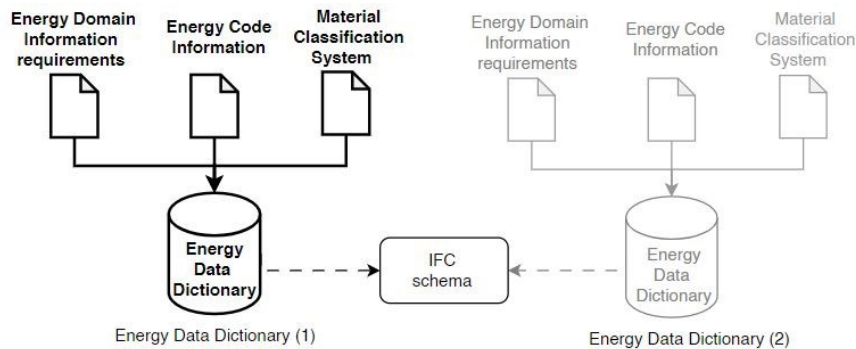 Energy Domain
Information
requirements
Energy Code
Information
Material
Classification
System
Energy Domain
Information
requirements
Energy Code
Information
Material
Classification
System
Energy
Data
Dictionary
IFC
schema
Energy
Data
Dictionary
Energy Data Dictionary (1)
Energy Data Dictionary (2)